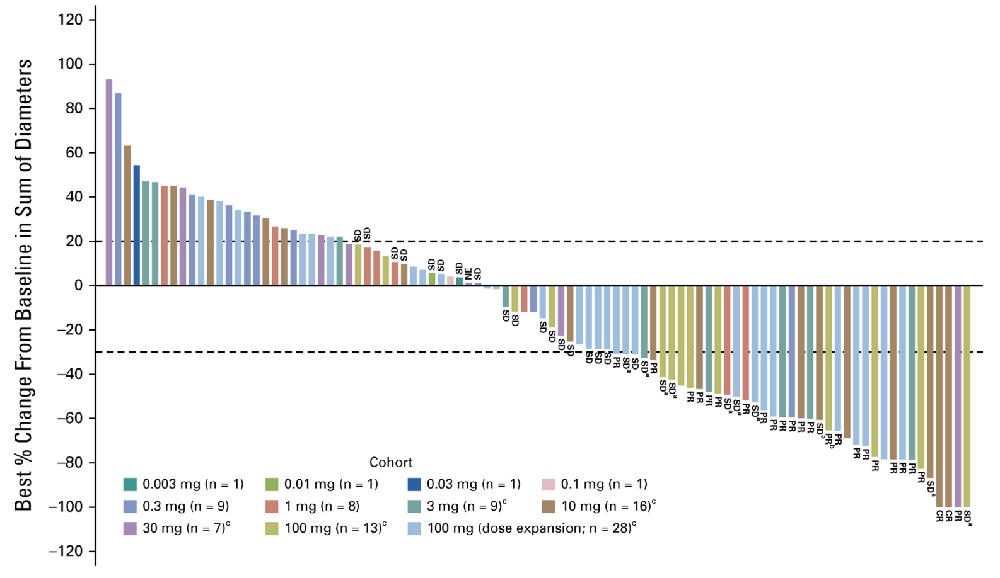 Best % Change From Baseline in Sum of Diameters
120
100
80
60
40
20
0
−20
−40
−60
−80
−100
−120
SD
SD
SD
SD
SD
SD
SD
NE
SD
SD
SD
SD
SD
SD
SD
SD
SD
SD
PR
SDᵃ
SD
SDᵃ
PR
SDᵃ
SDᵃ
PR
PR
PR
PR
SDᵃ
SDᵃ
PR
SDᵃ
PR
PR
PR
PR
PR
PR
SDᵃ
PRᵇ
PR
PR
PR
PR
PR
PR
PR
PR
SDᵃ
CR
CR
PR
SDᵃ
Cohort
0.003 mg (n = 1) 0.01 mg (n = 1) 0.03 mg (n = 1) 0.1 mg (n = 1)
0.3 mg (n = 9) 1 mg (n = 8) 3 mg (n = 9)ᶜ 10 mg (n = 16)ᶜ
30 mg (n = 7)ᶜ 100 mg (n = 13)ᶜ 100 mg (dose expansion; n = 28)ᶜ